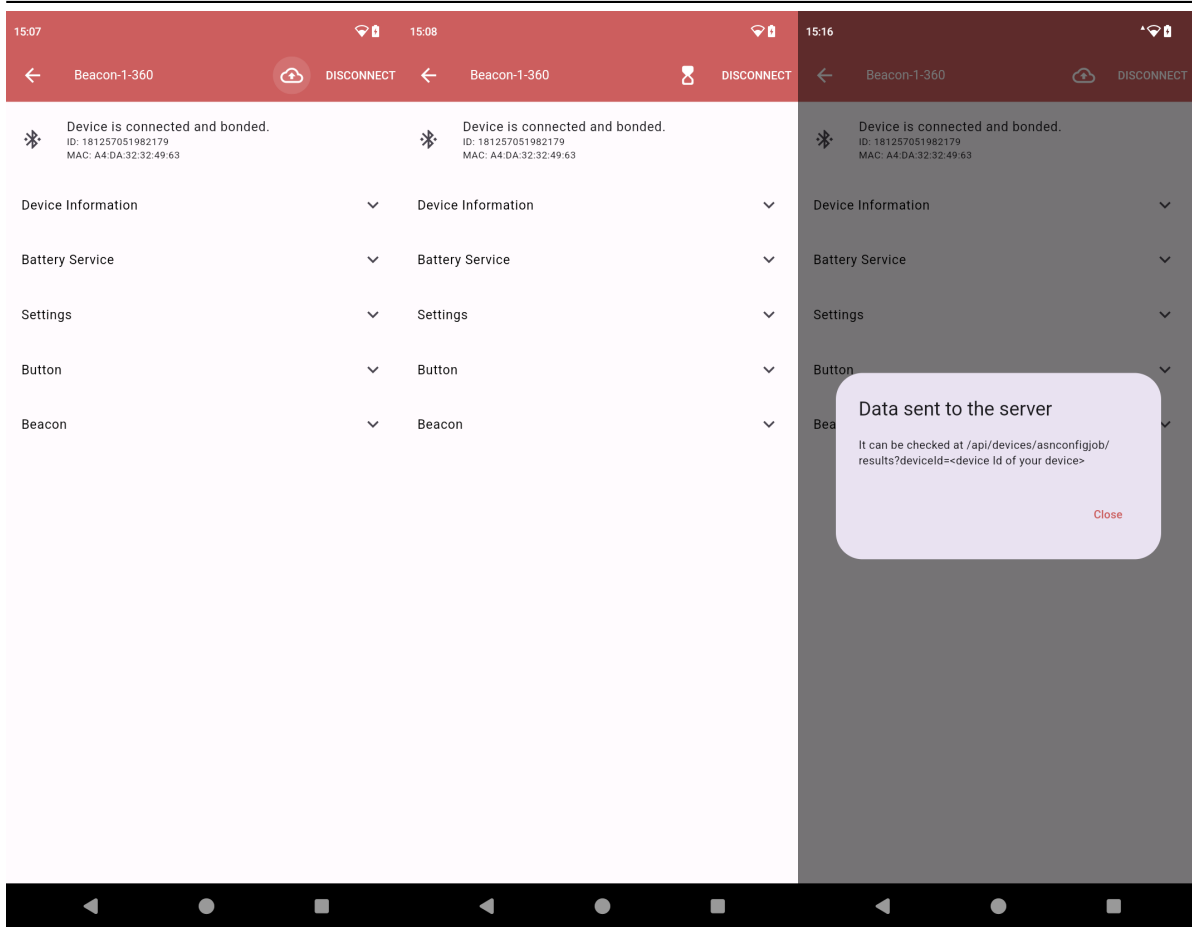 15:07
Beacon-1-360
DISCONNECT
Device is connected and bonded.
ID: 181257051982179
MAC: A4:DA:32:32:49:63
Device Information
Battery Service
Settings
Button
Beacon
15:08
Beacon-1-360
DISCONNECT
Device is connected and bonded.
ID: 181257051982179
MAC: A4:DA:32:32:49:63
Device Information
Battery Service
Settings
Button
Beacon
15:16
Beacon-1-360
DISCONNECT
Device is connected and bonded.
ID: 181257051982179
MAC: A4:DA:32:32:49:63
Device Information
Battery Service
Settings
Button
Bea
Data sent to the server
It can be checked at /api/devices/asnconfigjob/
results?deviceId=<device Id of your device>
Close